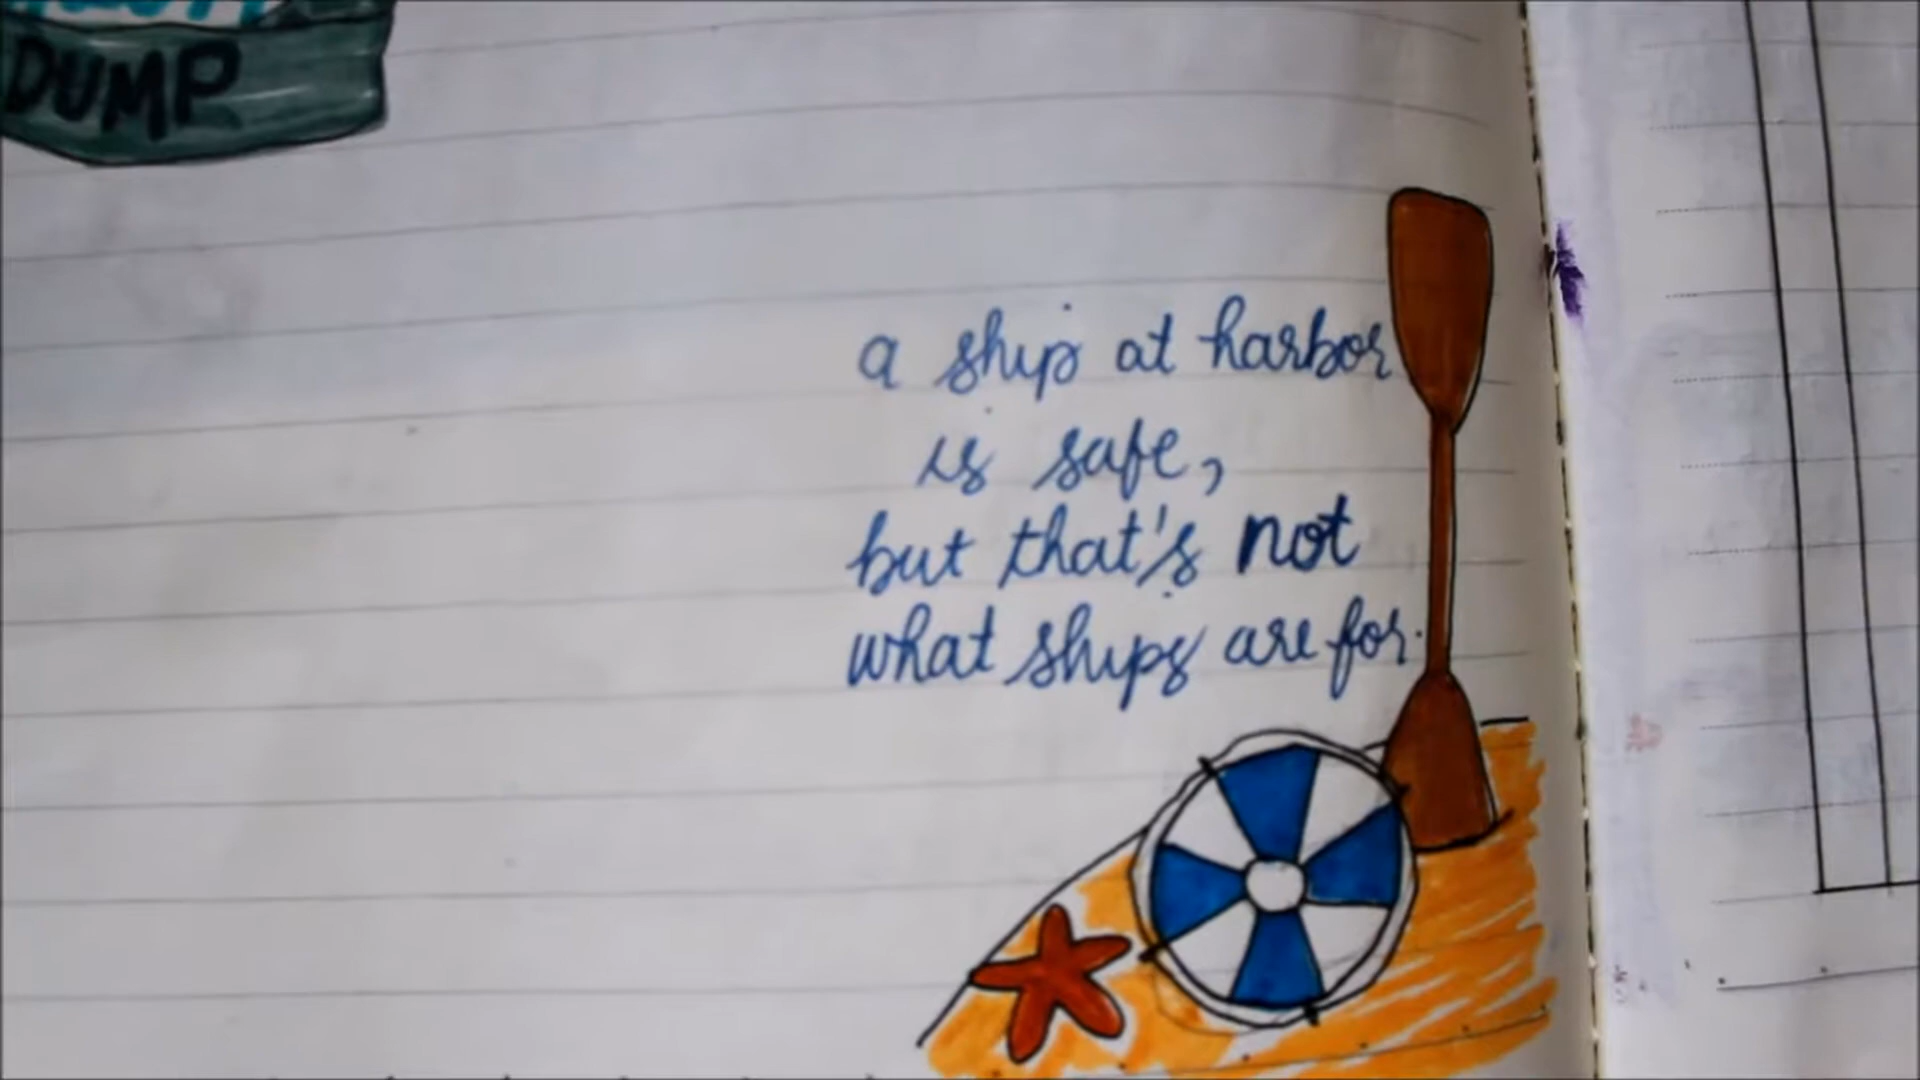 DUMP
a ship at harbor
is safe,
but that's not
what ships are for.